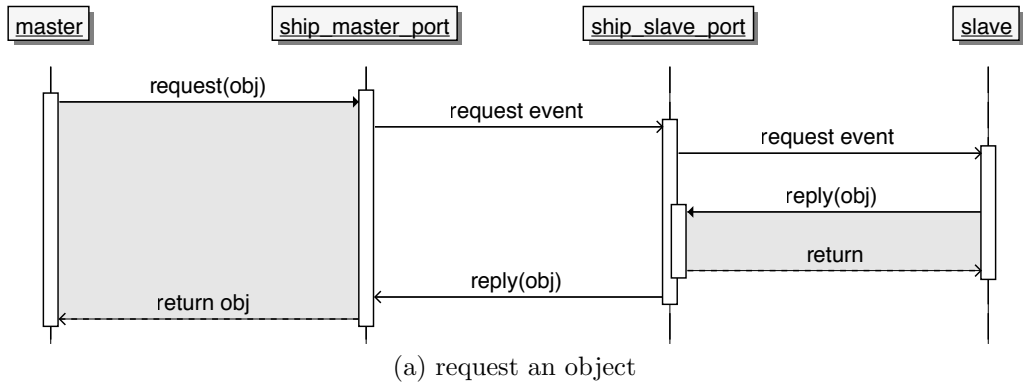 master
ship_master_port
ship_slave_port
slave
request(obj)
request event
request event
reply(obj)
return
reply(obj)
return obj
(a) request an object